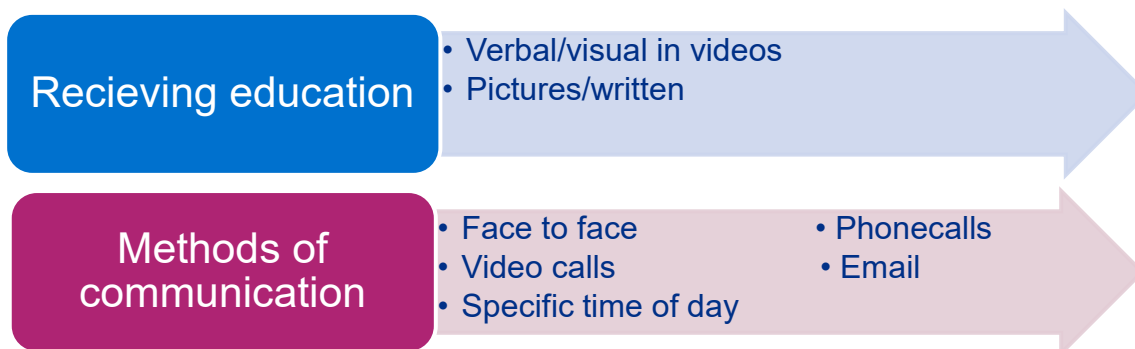 Recieving education
• Verbal/visual in videos
• Pictures/written
Methods of
communication
• Face to face
• Video calls
• Specific time of day
• Phonecalls
• Email